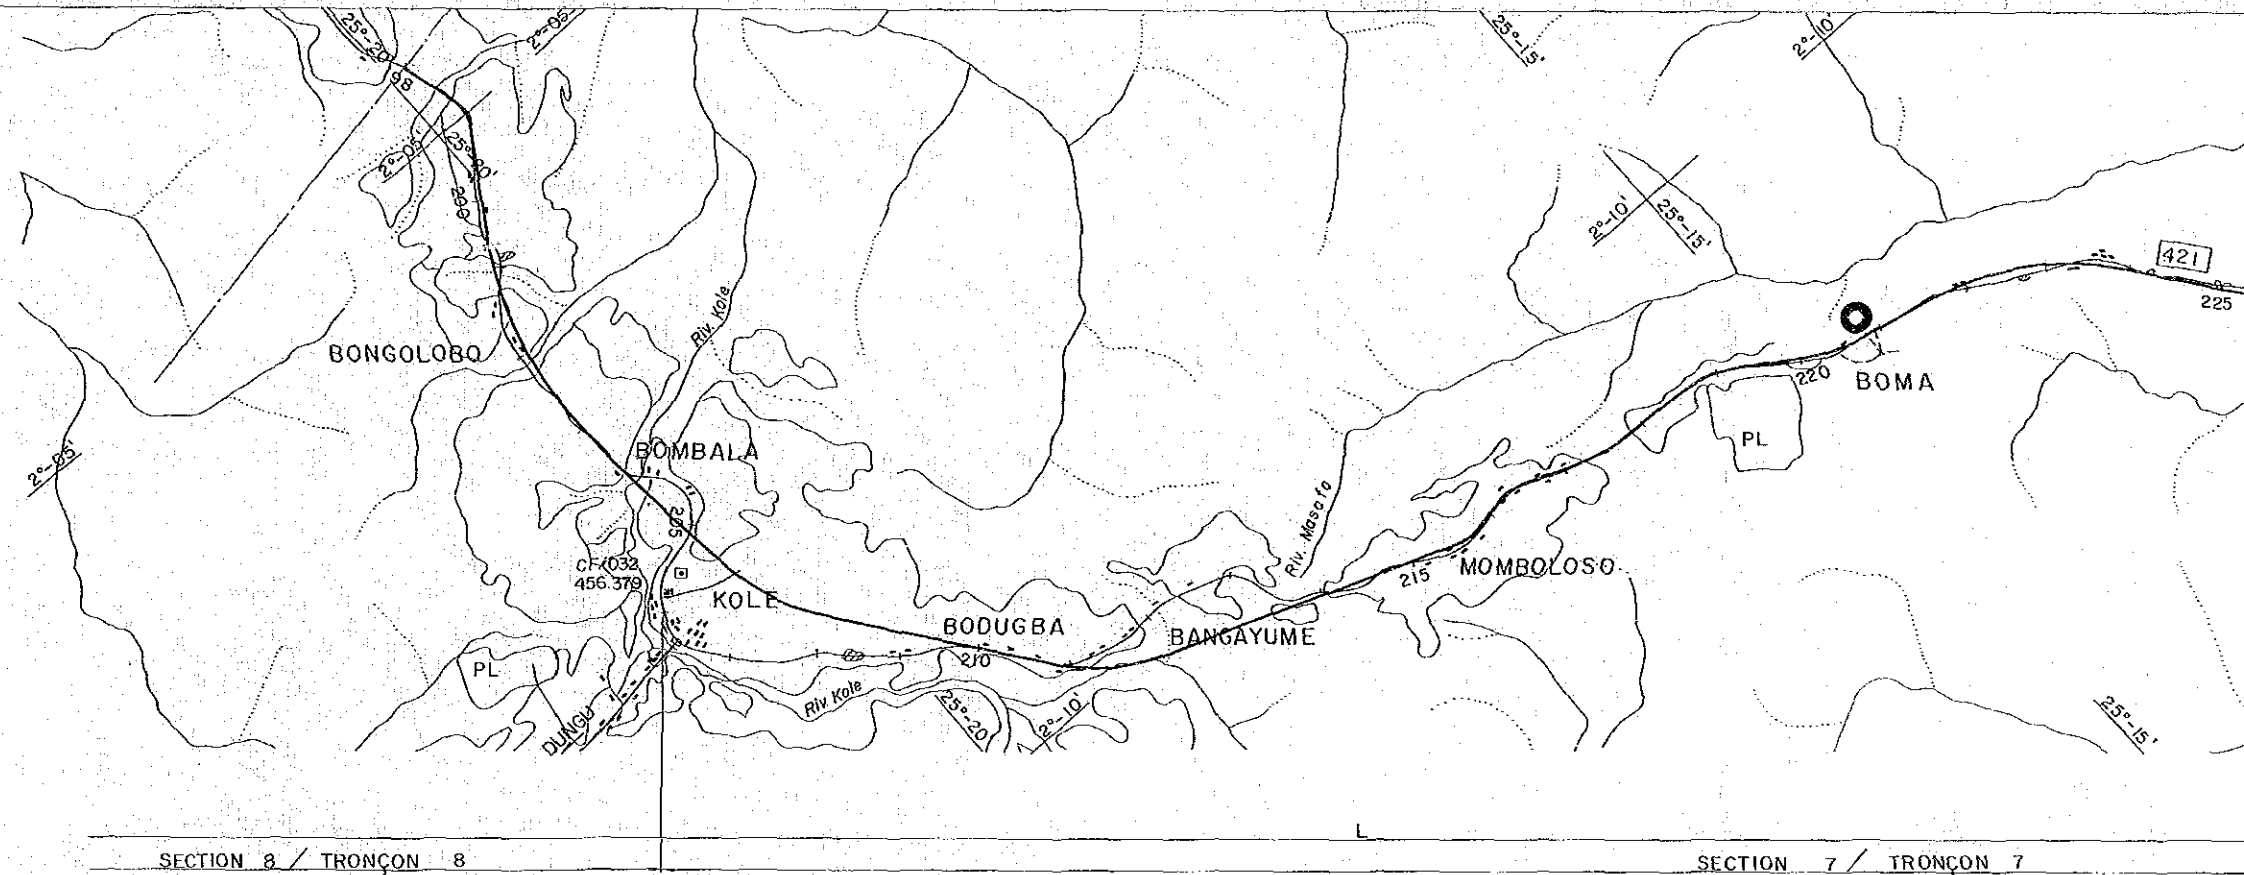 25°-20'
2°-05'
25°-15'
2°-10'
98
2°-05'
25°-20'
200
2°-10'
25°-15'
421
225
Riv. Kole
BONGOLOBO
220
BOMA
2°-05'
BOMBALA
PL
205
Riv. Masafa
CF/032
456.379
215
MOMBOLOSO
KOLE
BODUGBA
BANGAYUME
210
PL
Riv. Kole
DUNGU
25°-20'
2°-10'
25°-15'
L
SECTION 8 / TRONÇON 8
SECTION 7 / TRONÇON 7